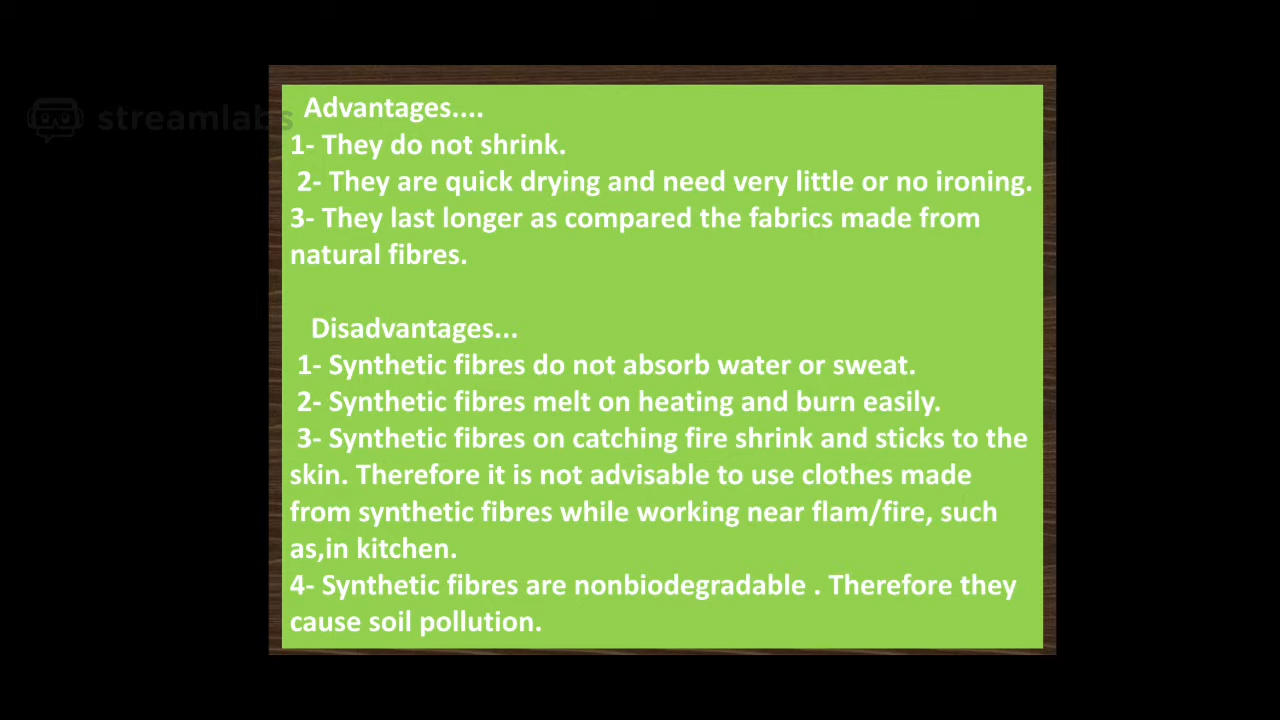 streamlabs
Advantages....
1- They do not shrink.
2- They are quick drying and need very little or no ironing.
3- They last longer as compared the fabrics made from
natural fibres.
Disadvantages...
1- Synthetic fibres do not absorb water or sweat.
2- Synthetic fibres melt on heating and burn easily.
3- Synthetic fibres on catching fire shrink and sticks to the
skin. Therefore it is not advisable to use clothes made
from synthetic fibres while working near flam/fire, such
as,in kitchen.
4- Synthetic fibres are nonbiodegradable . Therefore they
cause soil pollution.